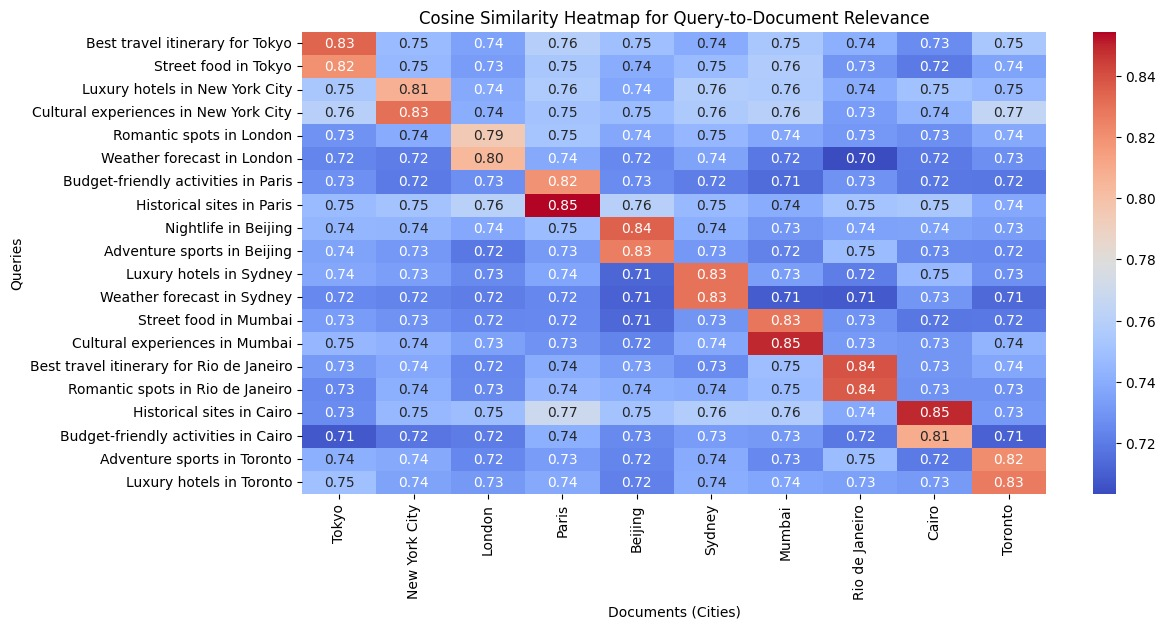 Cosine Similarity Heatmap for Query-to-Document Relevance
Queries
Best travel itinerary for Tokyo 0.83 0.75 0.74 0.76 0.75 0.74 0.75 0.74 0.73 0.75
Street food in Tokyo 0.82 0.75 0.73 0.75 0.74 0.75 0.76 0.73 0.72 0.74
Luxury hotels in New York City 0.75 0.81 0.74 0.76 0.74 0.76 0.76 0.74 0.75 0.75
Cultural experiences in New York City 0.76 0.83 0.74 0.75 0.75 0.76 0.76 0.73 0.74 0.77
Romantic spots in London 0.73 0.74 0.79 0.75 0.74 0.75 0.74 0.73 0.73 0.74
Weather forecast in London 0.72 0.72 0.80 0.74 0.72 0.74 0.72 0.70 0.72 0.73
Budget-friendly activities in Paris 0.73 0.72 0.73 0.82 0.73 0.72 0.71 0.73 0.72 0.72
Historical sites in Paris 0.75 0.75 0.76 0.85 0.76 0.75 0.74 0.75 0.75 0.74
Nightlife in Beijing 0.74 0.74 0.74 0.75 0.84 0.74 0.73 0.74 0.74 0.73
Adventure sports in Beijing 0.74 0.73 0.72 0.73 0.83 0.73 0.72 0.75 0.73 0.72
Luxury hotels in Sydney 0.74 0.73 0.73 0.74 0.71 0.83 0.73 0.72 0.75 0.73
Weather forecast in Sydney 0.72 0.72 0.72 0.72 0.71 0.83 0.71 0.71 0.73 0.71
Street food in Mumbai 0.73 0.73 0.72 0.72 0.71 0.73 0.83 0.73 0.72 0.72
Cultural experiences in Mumbai 0.75 0.74 0.73 0.73 0.72 0.74 0.85 0.73 0.73 0.74
Best travel itinerary for Rio de Janeiro 0.73 0.74 0.72 0.74 0.73 0.73 0.75 0.84 0.73 0.74
Romantic spots in Rio de Janeiro 0.73 0.74 0.73 0.74 0.74 0.74 0.75 0.84 0.73 0.73
Historical sites in Cairo 0.73 0.75 0.75 0.77 0.75 0.76 0.76 0.74 0.85 0.73
Budget-friendly activities in Cairo 0.71 0.72 0.72 0.74 0.73 0.73 0.73 0.72 0.81 0.71
Adventure sports in Toronto 0.74 0.74 0.72 0.73 0.72 0.74 0.73 0.75 0.72 0.82
Luxury hotels in Toronto 0.75 0.74 0.73 0.74 0.72 0.74 0.74 0.73 0.73 0.83
Tokyo
New York City
London
Paris
Beijing
Sydney
Mumbai
Rio de Janeiro
Cairo
Toronto
Documents (Cities)
0.84
0.82
0.80
0.78
0.76
0.74
0.72